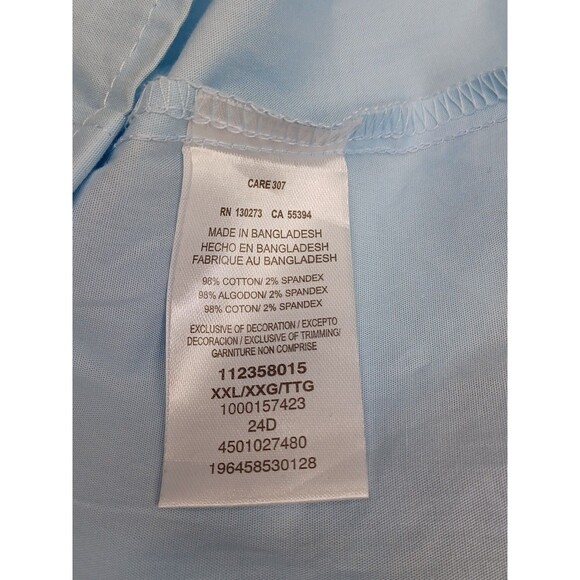 CARE307
RN 130273 CA 55394
MADE IN BANGLADESH
HECHO EN BANGLADESH
FABRIQUE AU BANGLADESH
98% COTTON/ 2% SPANDEX
98% ALGODON/ 2% SPANDEX
98% COTON/ 2% SPANDEX
EXCLUSIVE OF DECORATION / EXCEPTO
DECORACION / EXCLUSIVE OF TRIMMING/
GARNITURE NON COMPRISE
112358015
XXL/XXG/TTG
1000157423
24D
4501027480
196458530128